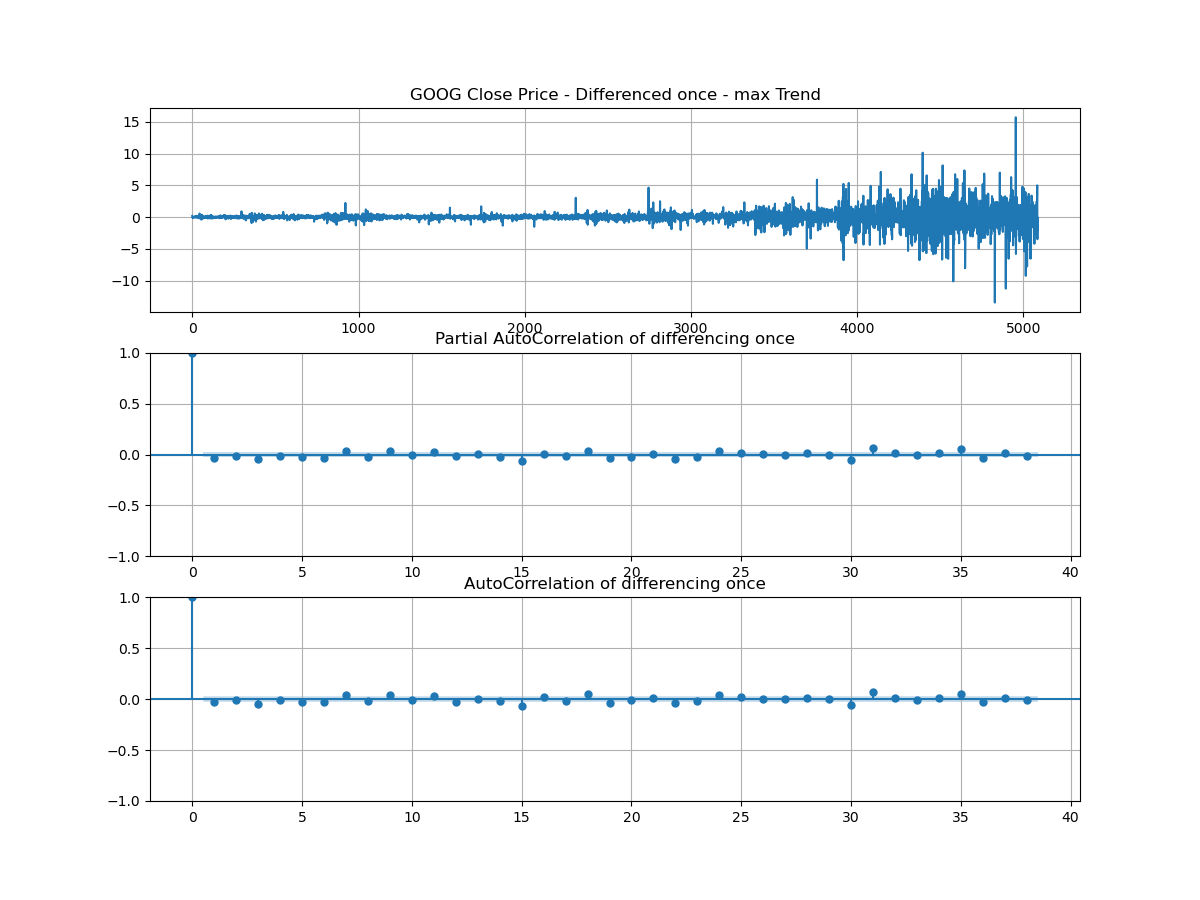 GOOG Close Price - Differenced once - max Trend
15
10
5
0
−5
−10
0 1000 2000 3000 4000 5000
Partial AutoCorrelation of differencing once
1.0
0.5
0.0
−0.5
−1.0
0 5 10 15 20 25 30 35 40
AutoCorrelation of differencing once
1.0
0.5
0.0
−0.5
−1.0
0 5 10 15 20 25 30 35 40